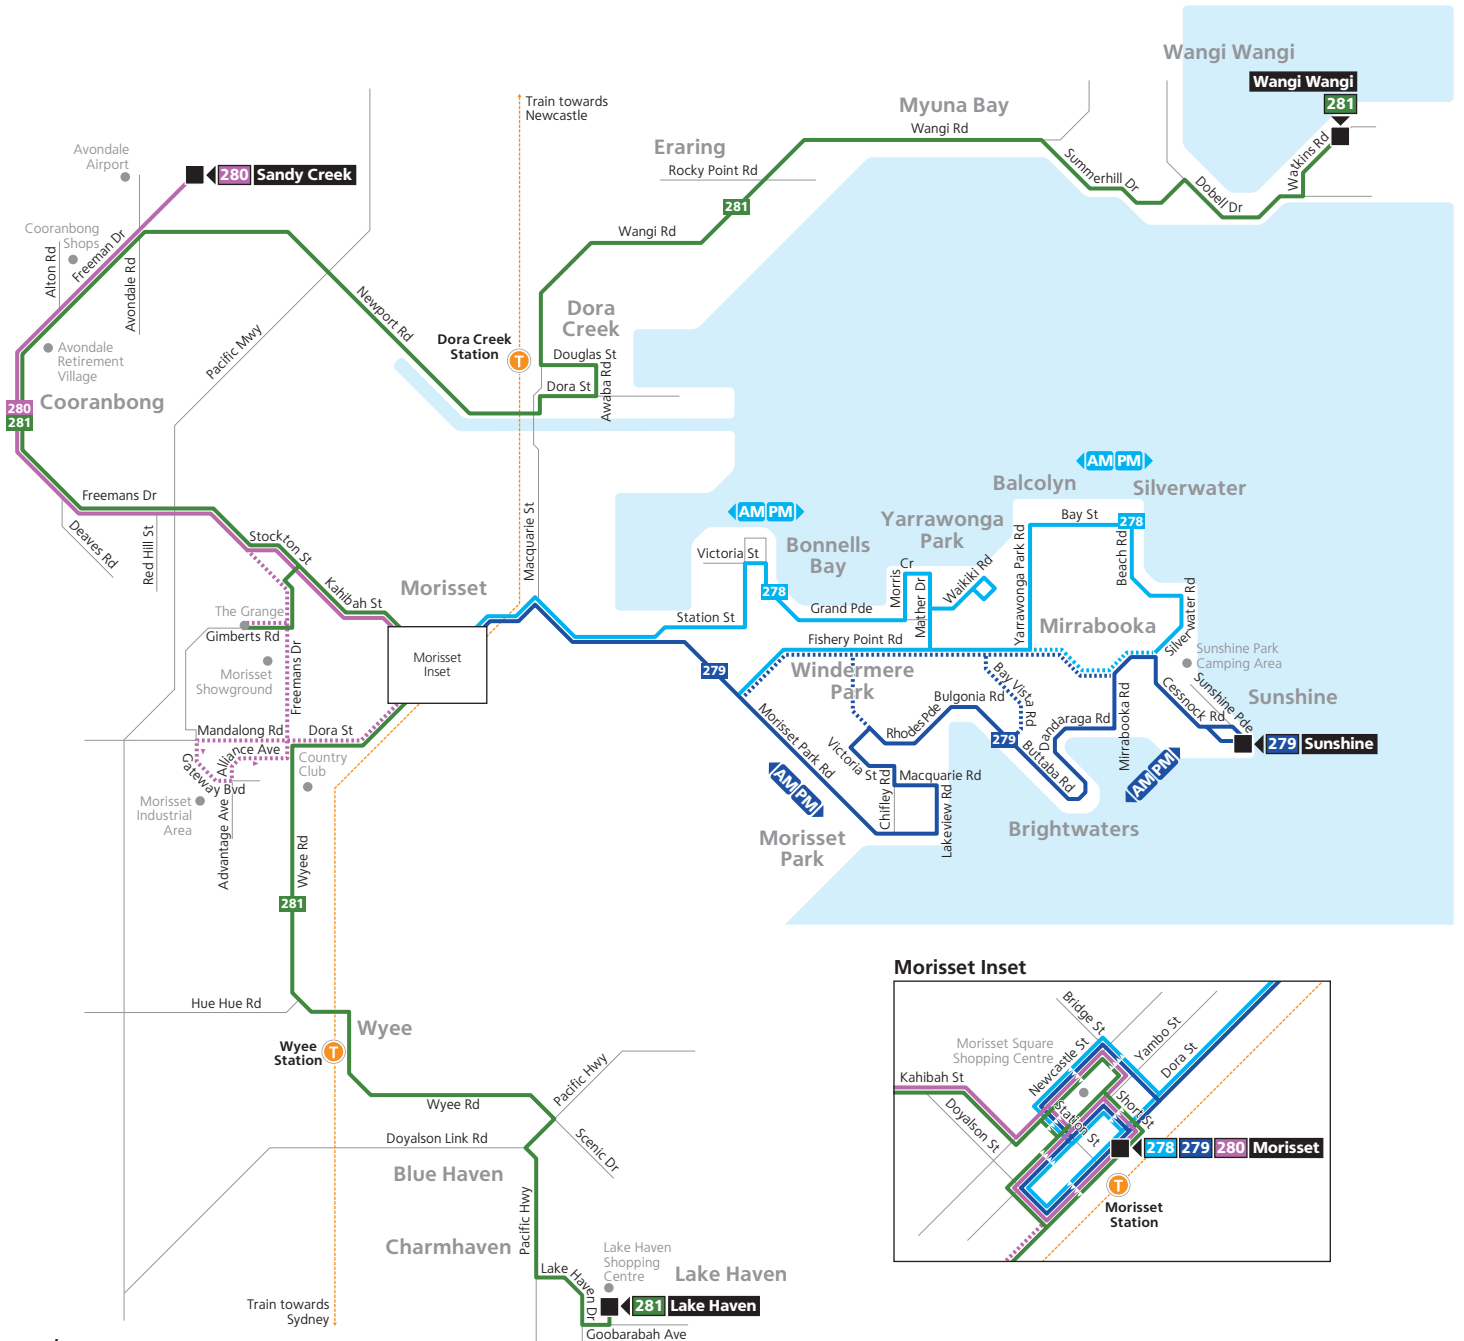 Wangi Wangi
Wangi Wangi
281
Train towards
Newcastle
Myuna Bay
Wangi Rd
Eraring
Rocky Point Rd
Summerhill Dr
Dobell Dr
Watkins Rd
Avondale
Airport
280 Sandy Creek
281
Wangi Rd
Cooranbong
Shops
Freeman Dr
Alton Rd
Avondale Rd
Newport Rd
Pacific Mwy
Dora
Creek
Dora Creek
Station
T
Douglas St
Dora St
Awaba Rd
Avondale
Retirement
Village
Cooranbong
280
281
Freemans Dr
Deaves Rd
Red Hill St
Stockton St
Kahibah St
Morisset
Macquarie St
The Grange
Gimberts Rd
Morisset
Showground
Freemans Dr
Morisset
Inset
Mandalong Rd
Dora St
Alliance Ave
Gateway Bvd
Country
Club
Morisset
Industrial
Area
Advantage Ave
Wyee Rd
281
AM PM
Victoria St
Bonnells
Bay
278
Station St
Grand Pde
Yarrawonga
Park
Morris Cr
Mather Dr
Waikiki Rd
Balcolyn
AM PM
Silverwater
Bay St
278
Yarrawonga Park Rd
Beach Rd
Mirrabooka
Silverwater Rd
Sunshine Park
Camping Area
Fishery Point Rd
279
Windermere
Park
Bay Vista Rd
Bulgonia Rd
Rhodes Pde
Victoria St
Morisset Park Rd
AM PM
Macquarie Rd
Chifley Rd
Lakeview Rd
Morisset
Park
279
Buttaba Rd
Dandaraga Rd
Mirrabooka Rd
Brightwaters
AM PM
Cessnock Rd
Sunshine Pde
Sunshine
279 Sunshine
Hue Hue Rd
Wyee
Wyee
Station
T
Wyee Rd
Pacific Hwy
Scenic Dr
Doyalson Link Rd
Blue Haven
Pacific Hwy
Charmhaven
Lake Haven Dr
Lake Haven
Shopping
Centre
Lake Haven
281 Lake Haven
Goobarabah Ave
Train towards
Sydney
Morisset Inset
Bridge St
Yambo St
Dora St
Morisset Square
Shopping Centre
Newcastle St
Kahibah St
Doyalson St
Station St
Short St
278 279 280 Morisset
T
Morisset
Station